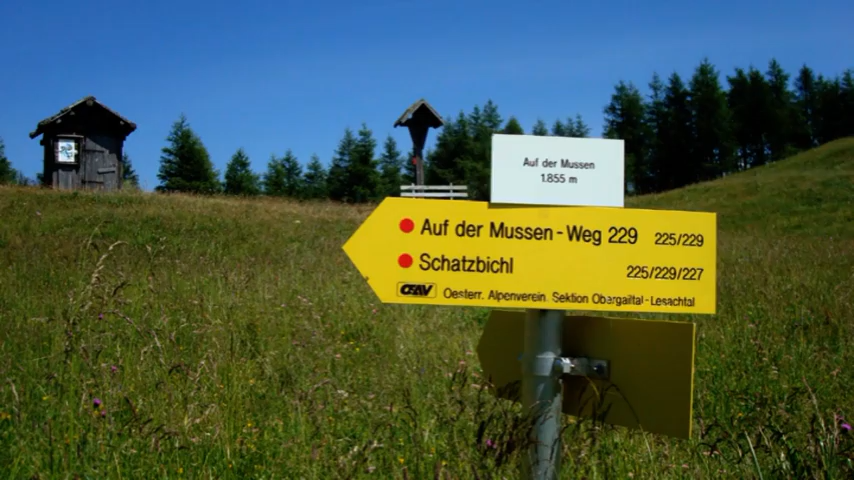 Auf der Mussen
1.855 m
Auf der Mussen-Weg 229 225/229
Schatzbichl 225/229/227
OEAV Oesterr. Alpenverein. Sektion Obergailtal-Lesachtal